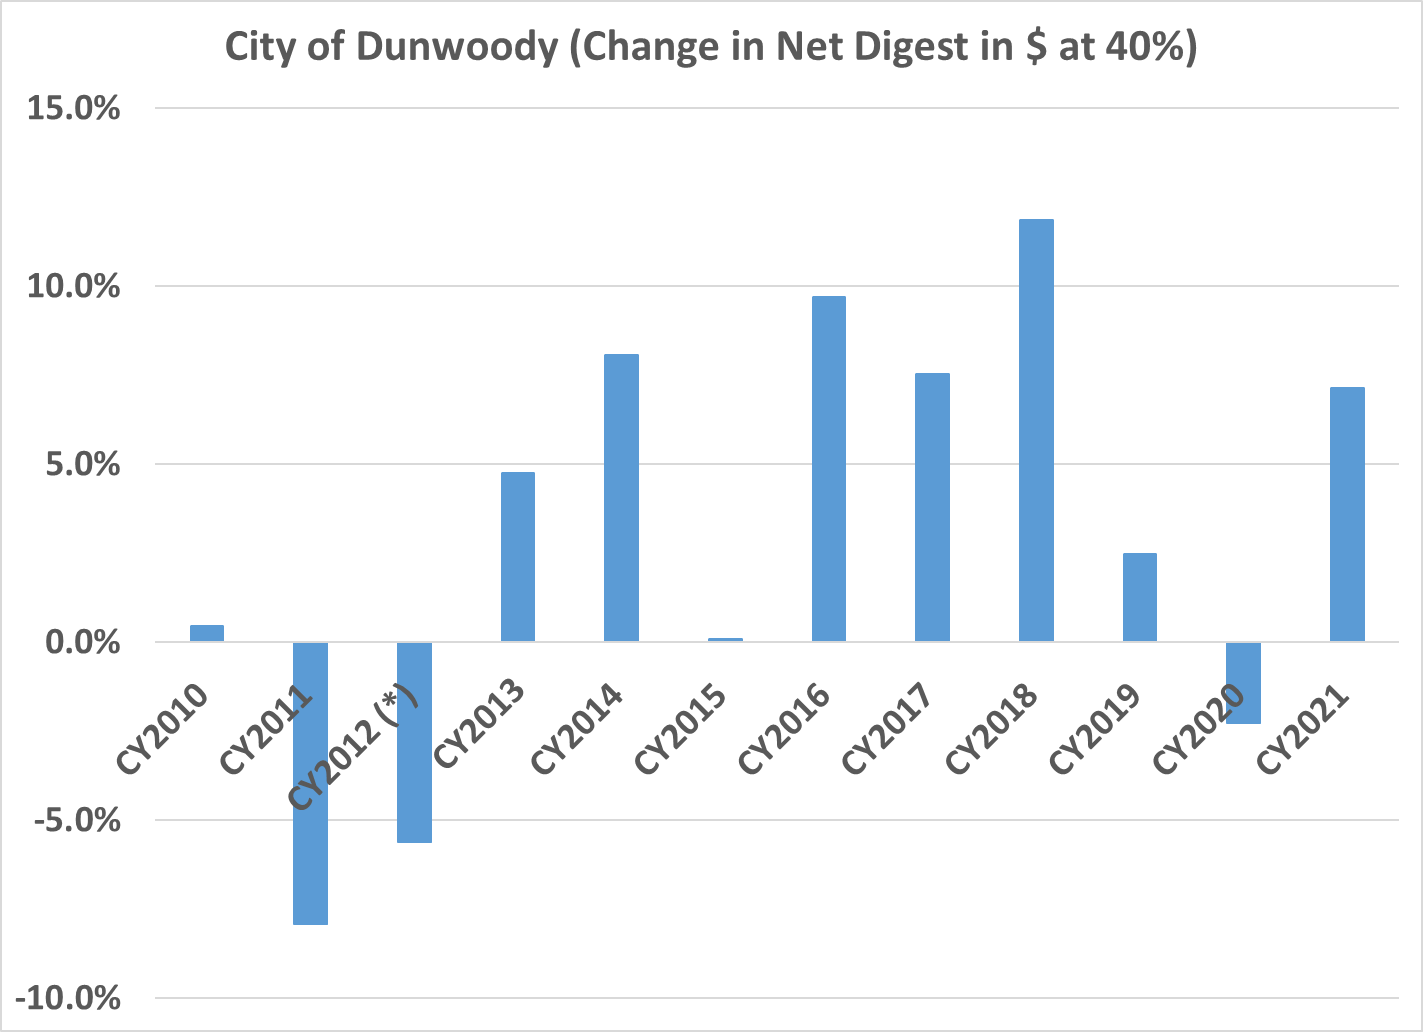 City of Dunwoody (Change in Net Digest in $ at 40%)
15.0%
10.0%
5.0%
0.0%
-5.0%
-10.0%
CY2010
CY2011
CY2012 (*)
CY2013
CY2014
CY2015
CY2016
CY2017
CY2018
CY2019
CY2020
CY2021